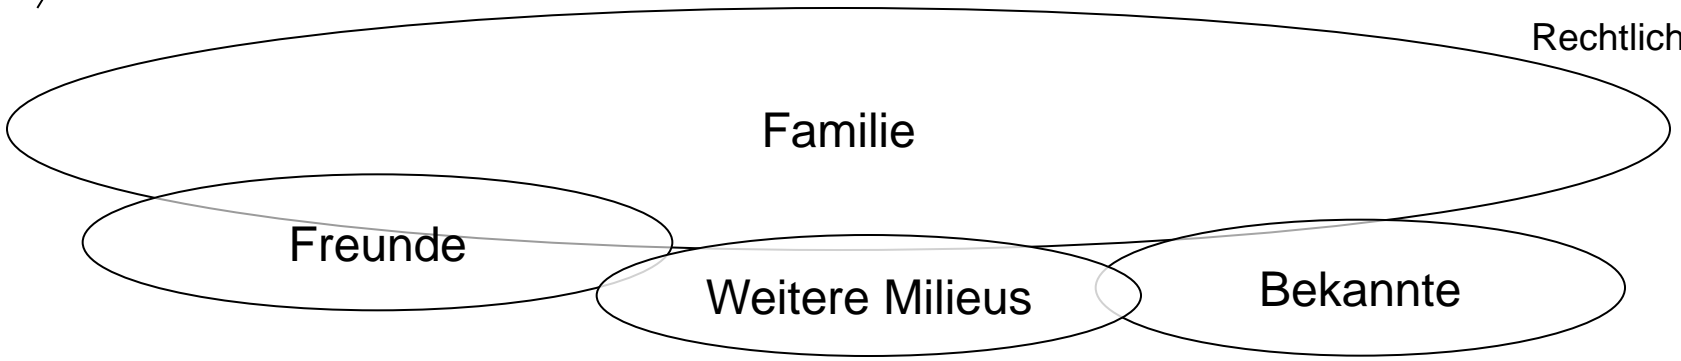 Rechtlich
Familie
Freunde
Weitere Milieus
Bekannte